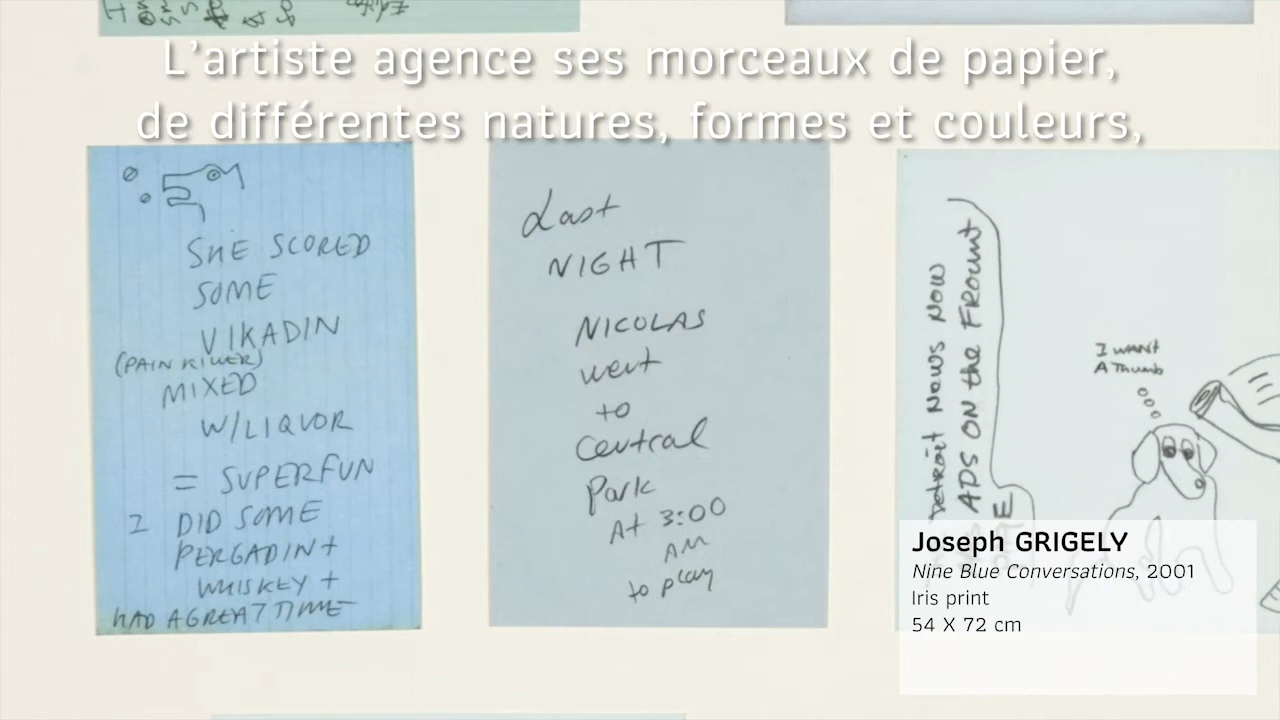 L'artiste agence ses morceaux de papier,
de différentes natures, formes et couleurs,
SHE SCORED
SOME
VIKADIN
(PAIN KILLER)
MIXED
W/LIQUOR
= SUPERFUN
I DID SOME
PERGADIN+
WHISKEY +
HAD A GREAT TIME
Last
NIGHT
NICOLAS
went
to
Central
Park
At 3:00
AM
to play
Detroit News Now
ADS ON the FROUNT
I WANT
A Thumb
Joseph GRIGELY
Nine Blue Conversations, 2001
Iris print
54 X 72 cm